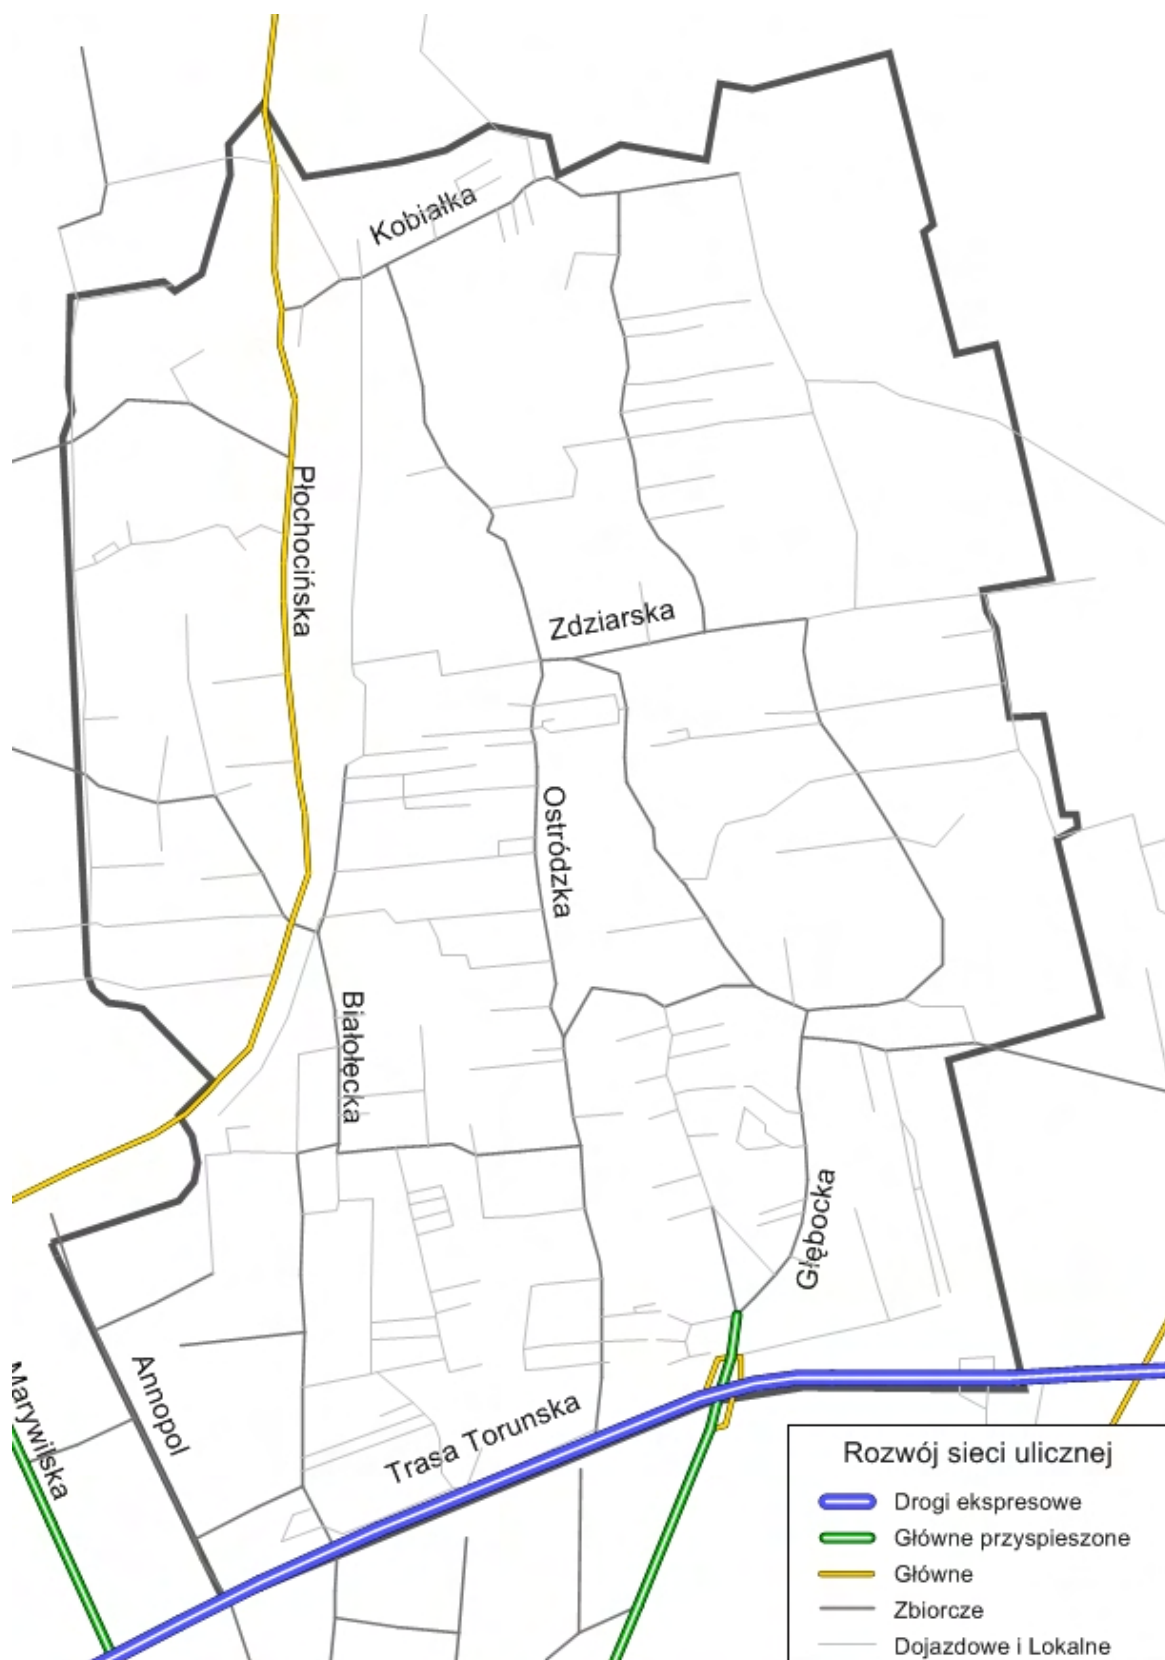 Kobiałka
Płochocińska
Zdziarska
Ostródzka
Białołecka
Głębocka
Annopol
Marywilska
Trasa Torunska
Rozwój sieci ulicznej
Drogi ekspresowe
Główne przyspieszone
Główne
Zbiorcze
Dojazdowe i Lokalne